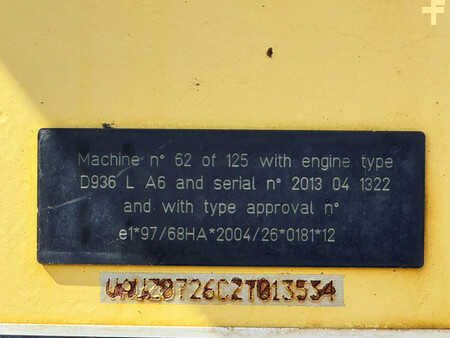 Machine n° 62 of 125 with engine type
D936 L A6 and serial n° 2013 04 1322
and with type approval n°
e1*97/68HA*2004/26*0181*12